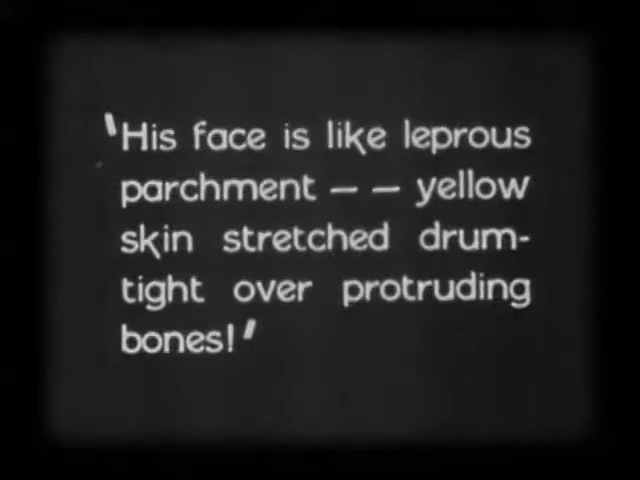 'His face is like leprous
parchment — — yellow
skin stretched drum-
tight over protruding
bones!'